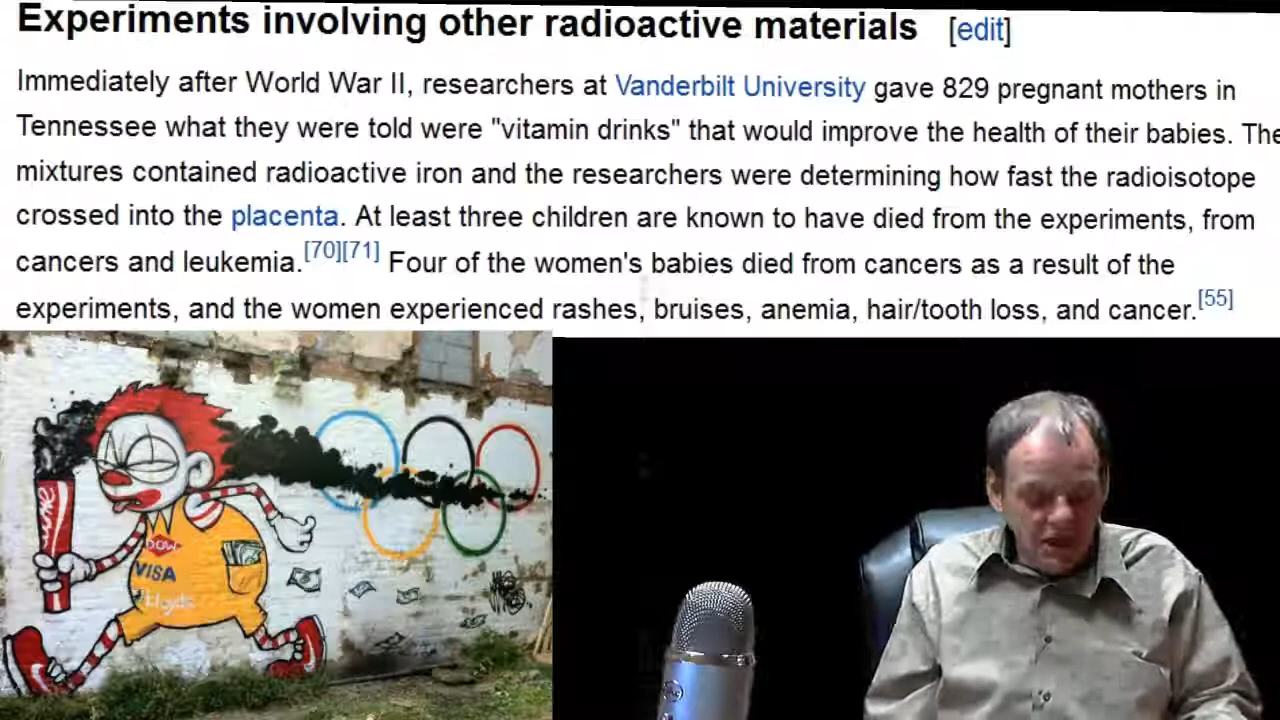 Experiments involving other radioactive materials [edit]
Immediately after World War II, researchers at Vanderbilt University gave 829 pregnant mothers in
Tennessee what they were told were "vitamin drinks" that would improve the health of their babies. The
mixtures contained radioactive iron and the researchers were determining how fast the radioisotope
crossed into the placenta. At least three children are known to have died from the experiments, from
cancers and leukemia.[70][71] Four of the women's babies died from cancers as a result of the
experiments, and the women experienced rashes, bruises, anemia, hair/tooth loss, and cancer.[55]
DOW
VISA
Lloyds